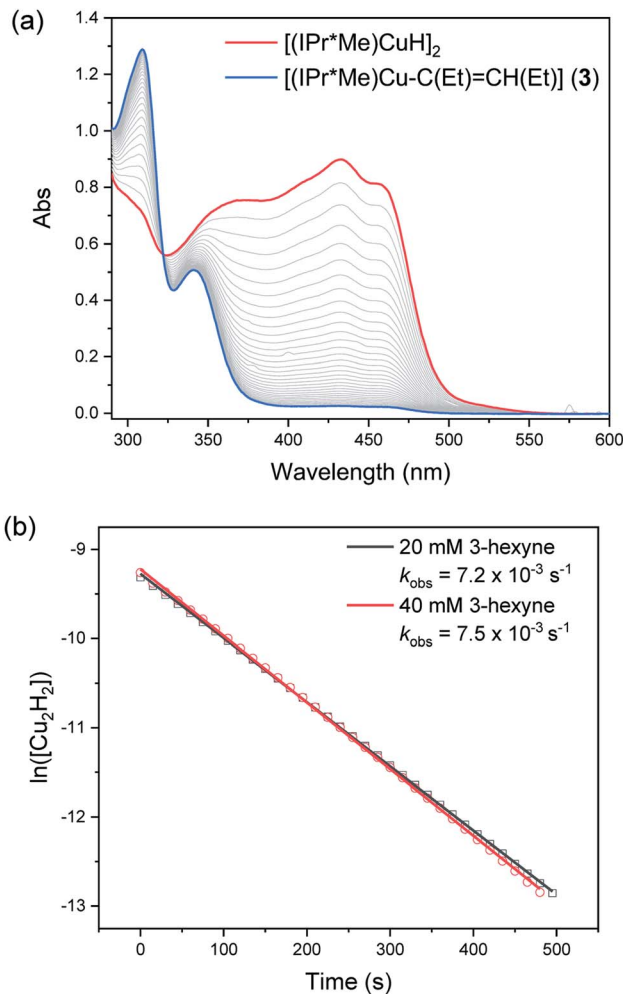 (a)
[(IPr*Me)CuH]₂
[(IPr*Me)Cu-C(Et)=CH(Et)] (3)
Abs
1.4
1.2
1.0
0.8
0.6
0.4
0.2
0.0
300 350 400 450 500 550 600
Wavelength (nm)
(b)
20 mM 3-hexyne
k_obs = 7.2 x 10⁻³ s⁻¹
40 mM 3-hexyne
k_obs = 7.5 x 10⁻³ s⁻¹
ln([Cu₂H₂])
-9
-10
-11
-12
-13
0 100 200 300 400 500
Time (s)